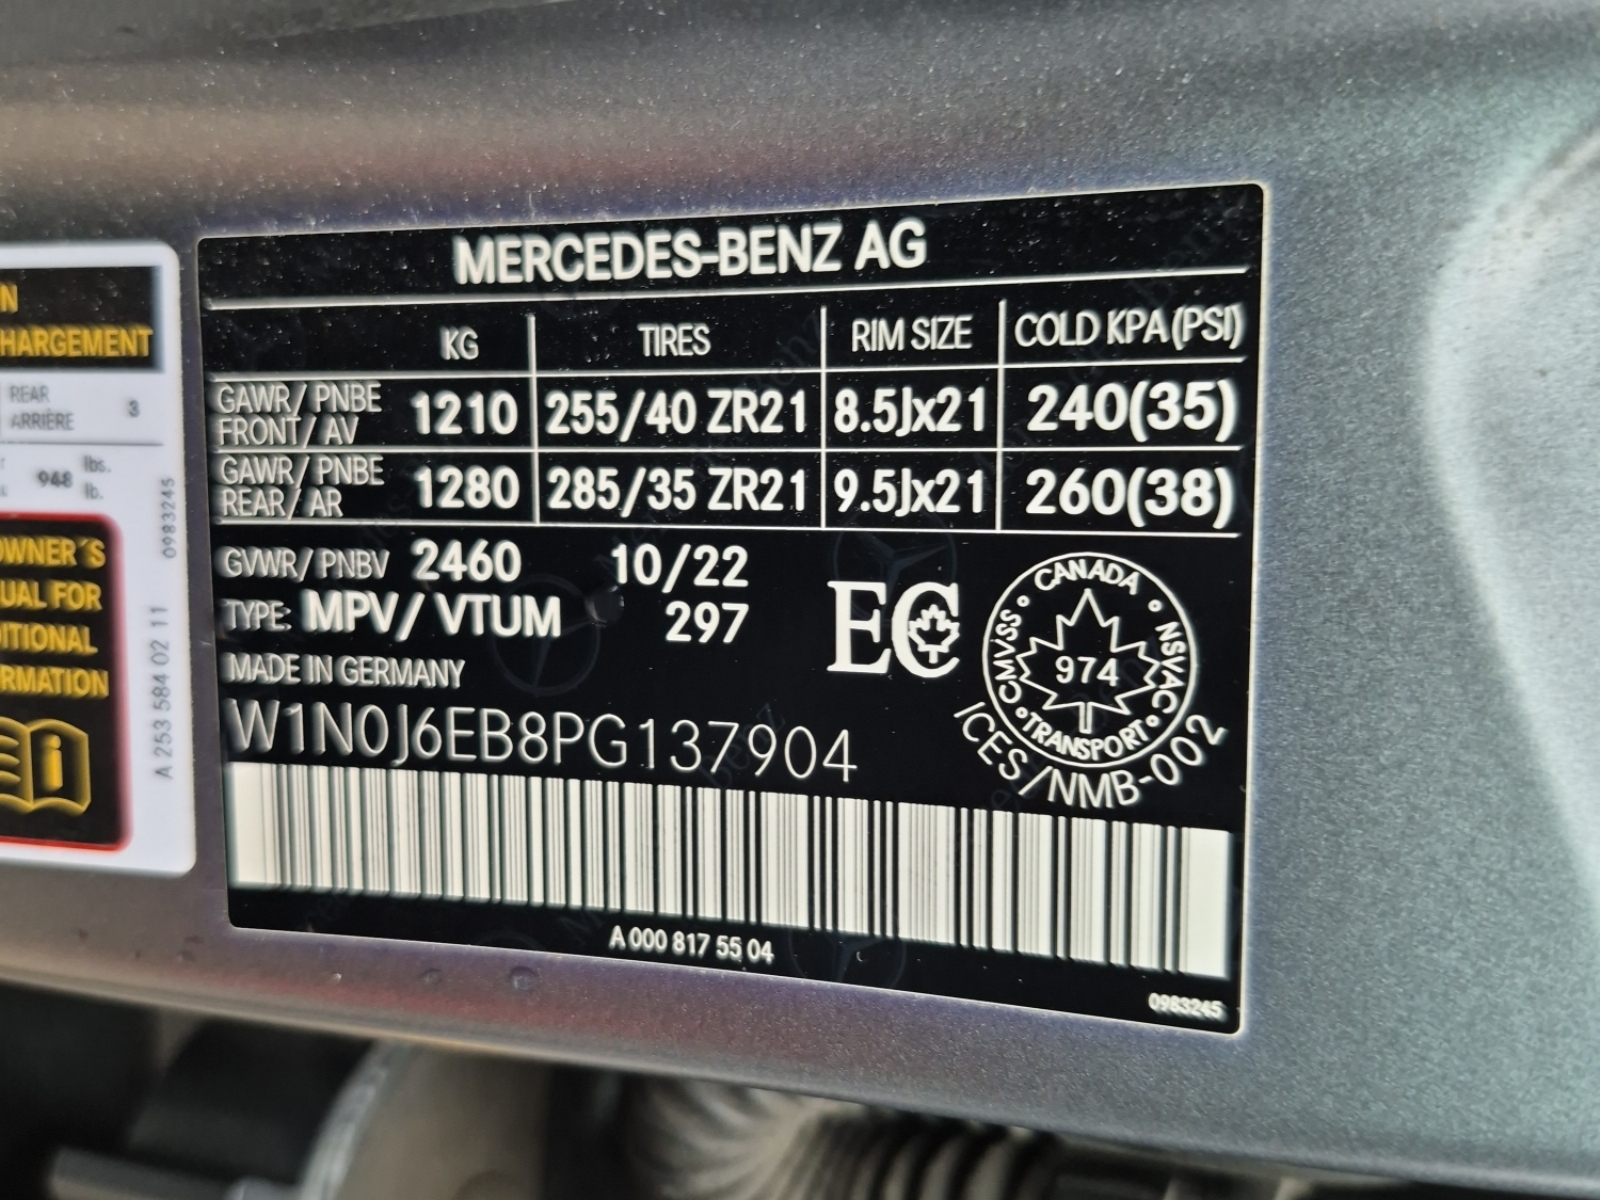 N
HARGEMENT
REAR
ARRIÈRE 3
948 lbs.
lb.
OWNER'S
UAL FOR
DITIONAL
RMATION
A 253 584 02 11 0983245
MERCEDES-BENZ AG
KG TIRES RIM SIZE COLD KPA (PSI)
GAWR/ PNBE
FRONT/ AV 1210 255/40 ZR21 8.5Jx21 240(35)
GAWR/ PNBE
REAR/ AR 1280 285/35 ZR21 9.5Jx21 260(38)
GVWR/ PNBV 2460 10/22
TYPE: MPV/ VTUM 297
MADE IN GERMANY
W1N0J6EB8PG137904
EC
CANADA
CMVSS NSVAC
974
TRANSPORT
ICES/NMB-002
A 000 817 55 04
0983245